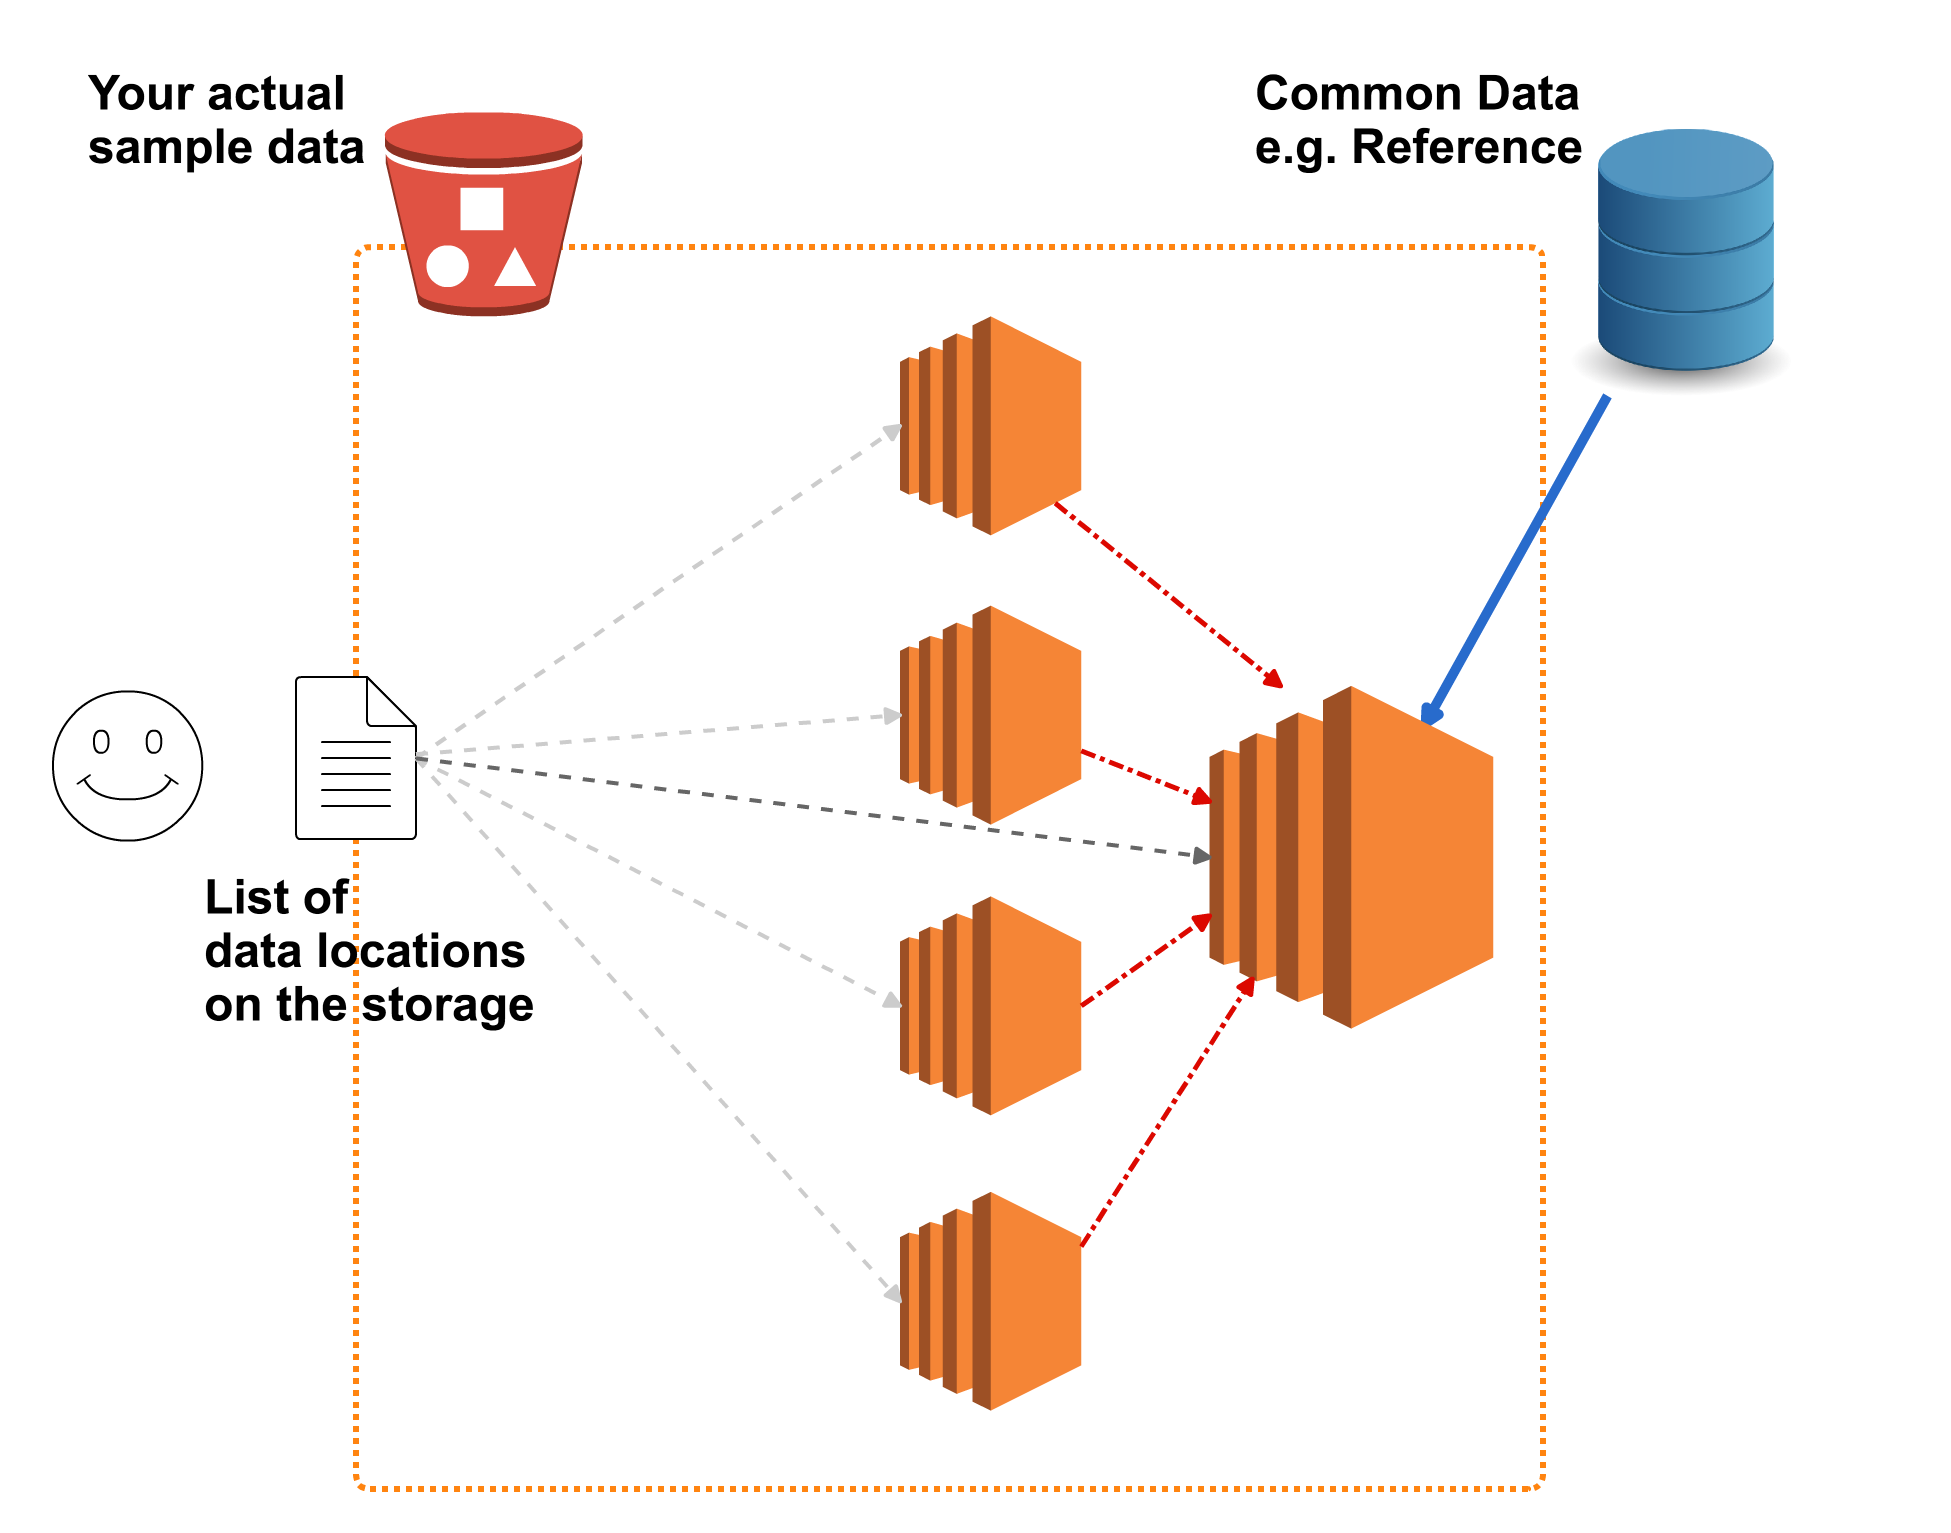 Your actual
sample data
Common Data
e.g. Reference
List of
data locations
on the storage